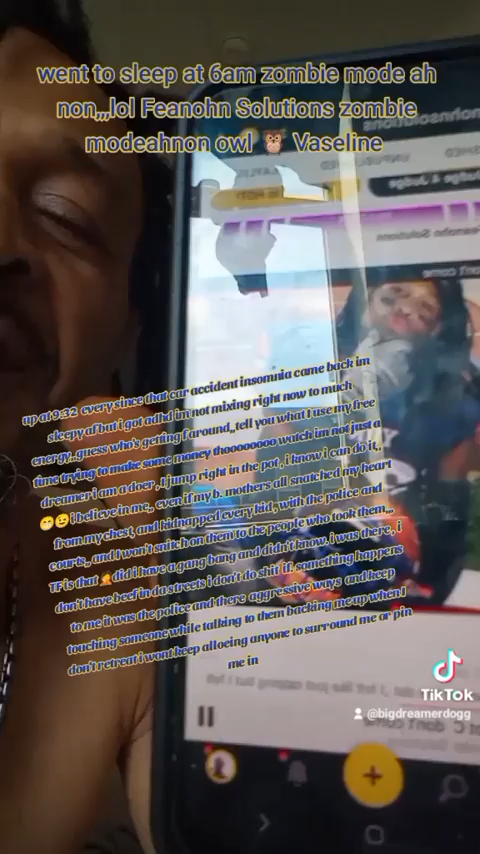 went to sleep at 6am zombie mode ah
non,,,lol Feanohn Solutions zombie
modeahnon owl 🦉 Vaseline
up at 9:32 every since that car accident insomnia came back im
sleepy af but i got adhd im not mixing right now to much
energy..guess who's getting f around,, tell you what i use my free
time trying to make some money thoooooooo watch im not just a
dreamer i am a doer , i jump right in the pot , i know i can do it, ,
😁😉i believe in me,, even if my b. mothers all snatched my heart
from my chest, and kidnapped every kid , with the police and
courts,, and I won't snitch on them to the people who took them,,,
TF is that 🤦did i have a gang bang and didn't know. i was there, i
don't have beef in da streets i don't do shit if. something happens
to me it was the police and there aggressive ways and keep
touching someone while talking to them backing me up when I
don't retreat i wont keep alloeing anyone to surround me or pin
me in
Feanohn Solutions
don't come
TikTok
@bigdreamerdogg